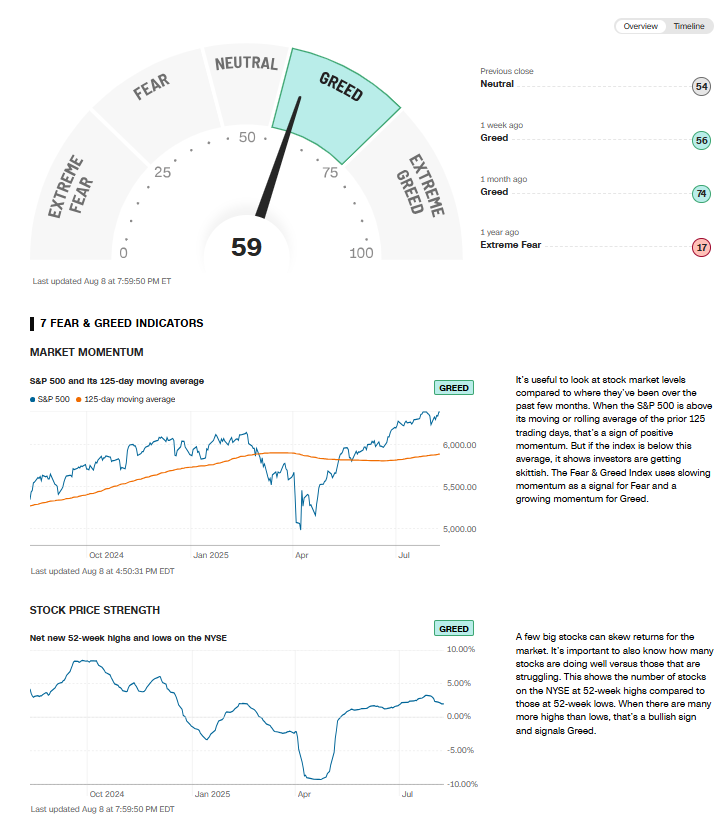 Overview Timeline
EXTREME FEAR
FEAR
NEUTRAL
GREED
EXTREME GREED
0
25
50
75
100
59
Last updated Aug 8 at 7:59:50 PM ET
Previous close
Neutral 54
1 week ago
Greed 56
1 month ago
Greed 74
1 year ago
Extreme Fear 17
7 FEAR & GREED INDICATORS
MARKET MOMENTUM
S&P 500 and its 125-day moving average
GREED
S&P 500 125-day moving average
6,000.00
5,500.00
5,000.00
Oct 2024 Jan 2025 Apr Jul
Last updated Aug 8 at 4:50:31 PM EDT
It's useful to look at stock market levels
compared to where they've been over the
past few months. When the S&P 500 is above
its moving or rolling average of the prior 125
trading days, that's a sign of positive
momentum. But if the index is below this
average, it shows investors are getting
skittish. The Fear & Greed Index uses slowing
momentum as a signal for Fear and a
growing momentum for Greed.
STOCK PRICE STRENGTH
Net new 52-week highs and lows on the NYSE
GREED
10.00%
5.00%
0.00%
-5.00%
-10.00%
Oct 2024 Jan 2025 Apr Jul
Last updated Aug 8 at 7:59:50 PM EDT
A few big stocks can skew returns for the
market. It's important to also know how many
stocks are doing well versus those that are
struggling. This shows the number of stocks
on the NYSE at 52-week highs compared to
those at 52-week lows. When there are many
more highs than lows, that's a bullish sign
and signals Greed.